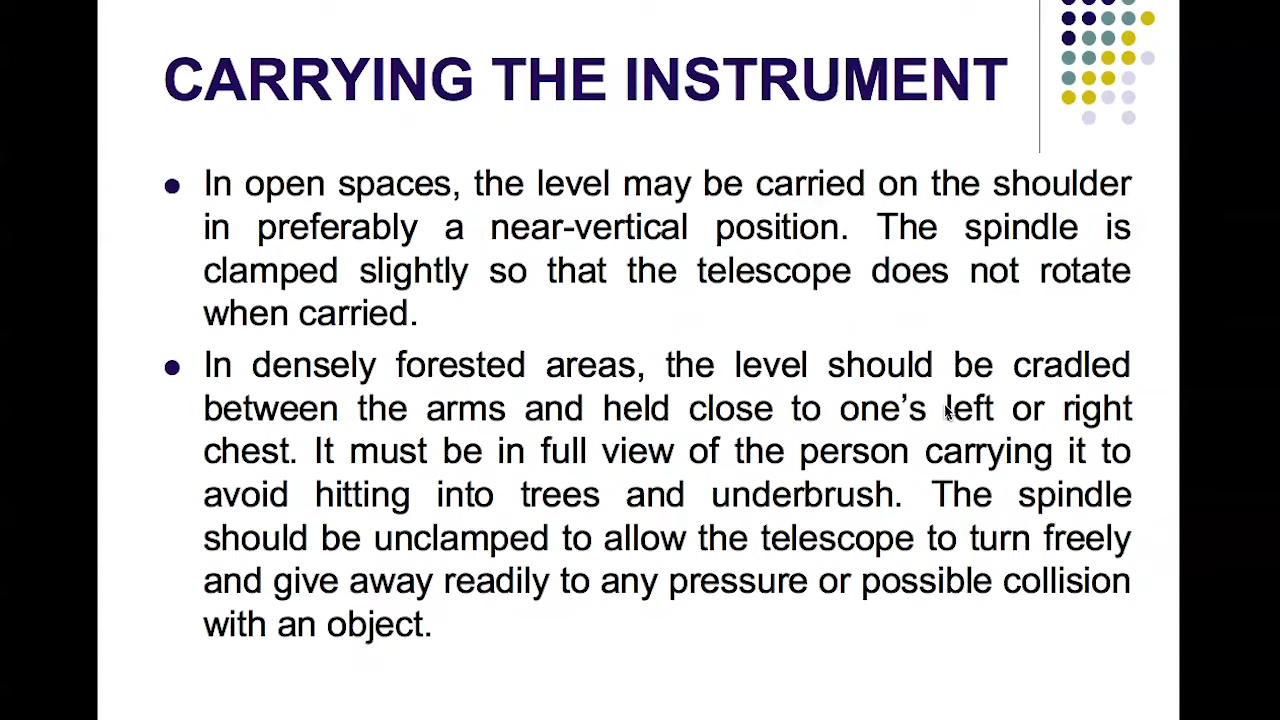 CARRYING THE INSTRUMENT
• In open spaces, the level may be carried on the shoulder
in preferably a near-vertical position. The spindle is
clamped slightly so that the telescope does not rotate
when carried.
• In densely forested areas, the level should be cradled
between the arms and held close to one’s left or right
chest. It must be in full view of the person carrying it to
avoid hitting into trees and underbrush. The spindle
should be unclamped to allow the telescope to turn freely
and give away readily to any pressure or possible collision
with an object.